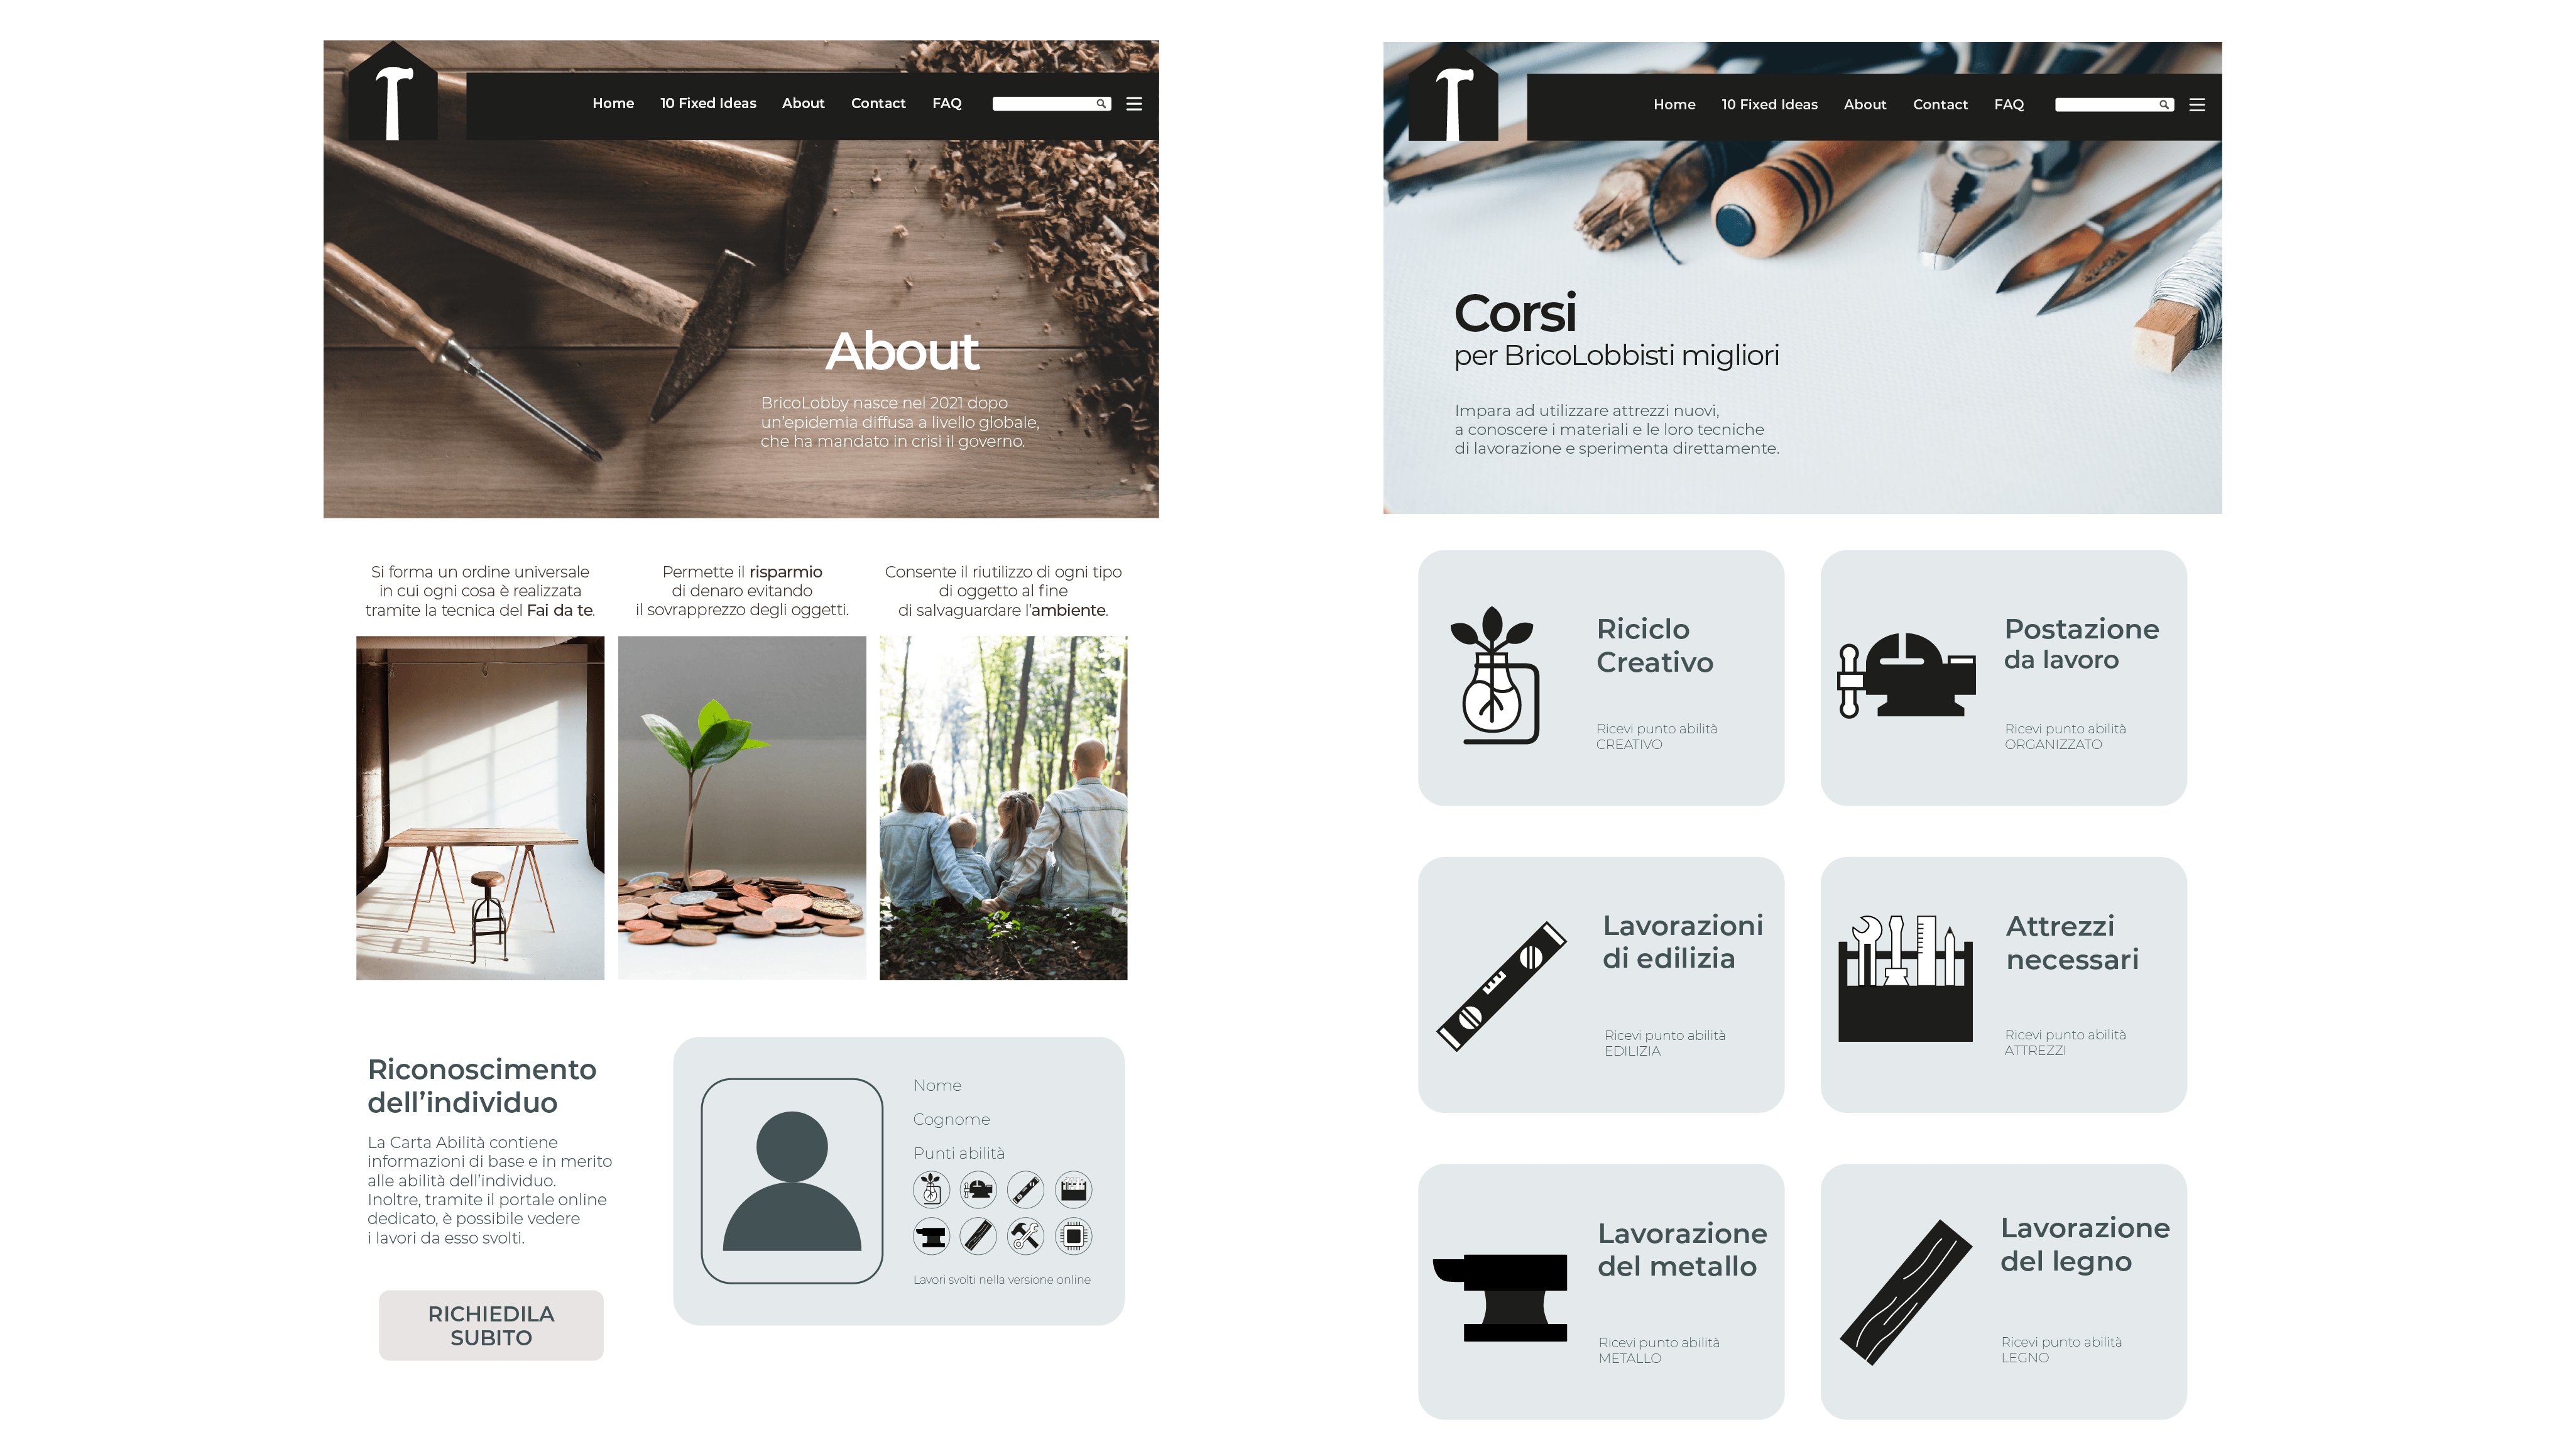 Home 10 Fixed Ideas About Contact FAQ
About
BricoLobby nasce nel 2021 dopo
un'epidemia diffusa a livello globale,
che ha mandato in crisi il governo.
Si forma un ordine universale
in cui ogni cosa è realizzata
tramite la tecnica del Fai da te.
Permette il risparmio
di denaro evitando
il sovrapprezzo degli oggetti.
Consente il riutilizzo di ogni tipo
di oggetto al fine
di salvaguardare l'ambiente.
Riconoscimento
dell'individuo
La Carta Abilità contiene
informazioni di base e in merito
alle abilità dell'individuo.
Inoltre, tramite il portale online
dedicato, è possibile vedere
i lavori da esso svolti.
RICHIEDILA
SUBITO
Nome
Cognome
Punti abilità
Lavori svolti nella versione online
Home 10 Fixed Ideas About Contact FAQ
Corsi
per BricoLobbisti migliori
Impara ad utilizzare attrezzi nuovi,
a conoscere i materiali e le loro tecniche
di lavorazione e sperimenta direttamente.
Riciclo
Creativo
Ricevi punto abilità
CREATIVO
Postazione
da lavoro
Ricevi punto abilità
ORGANIZZATO
Lavorazioni
di edilizia
Ricevi punto abilità
EDILIZIA
Attrezzi
necessari
Ricevi punto abilità
ATTREZZI
Lavorazione
del metallo
Ricevi punto abilità
METALLO
Lavorazione
del legno
Ricevi punto abilità
LEGNO